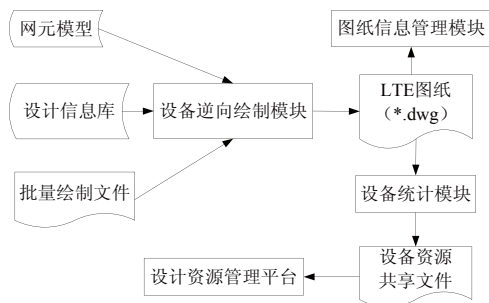 网元模型
图纸信息管理模块
设计信息库
设备逆向绘制模块
LTE图纸
（*.dwg）
批量绘制文件
设备统计模块
设计资源管理平台
设备资源
共享文件